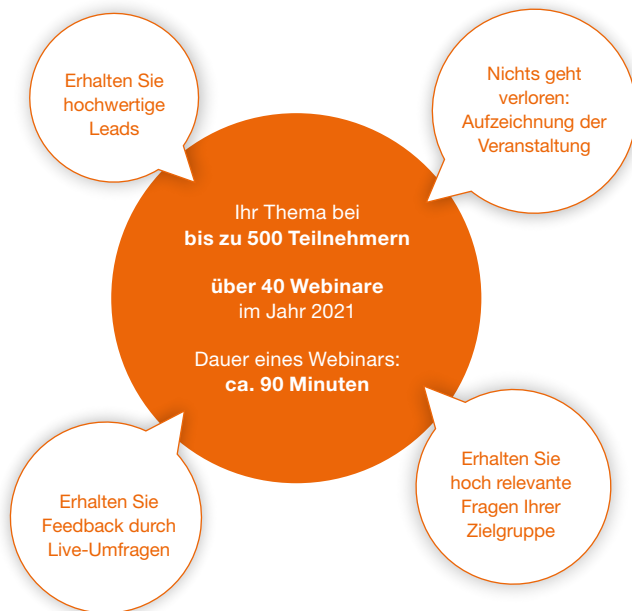 Erhalten Sie
hochwertige
Leads
Nichts geht
verloren:
Aufzeichnung der
Veranstaltung
Ihr Thema bei
bis zu 500 Teilnehmern
über 40 Webinare
im Jahr 2021
Dauer eines Webinars:
ca. 90 Minuten
Erhalten Sie
Feedback durch
Live-Umfragen
Erhalten Sie
hoch relevante
Fragen Ihrer
Zielgruppe